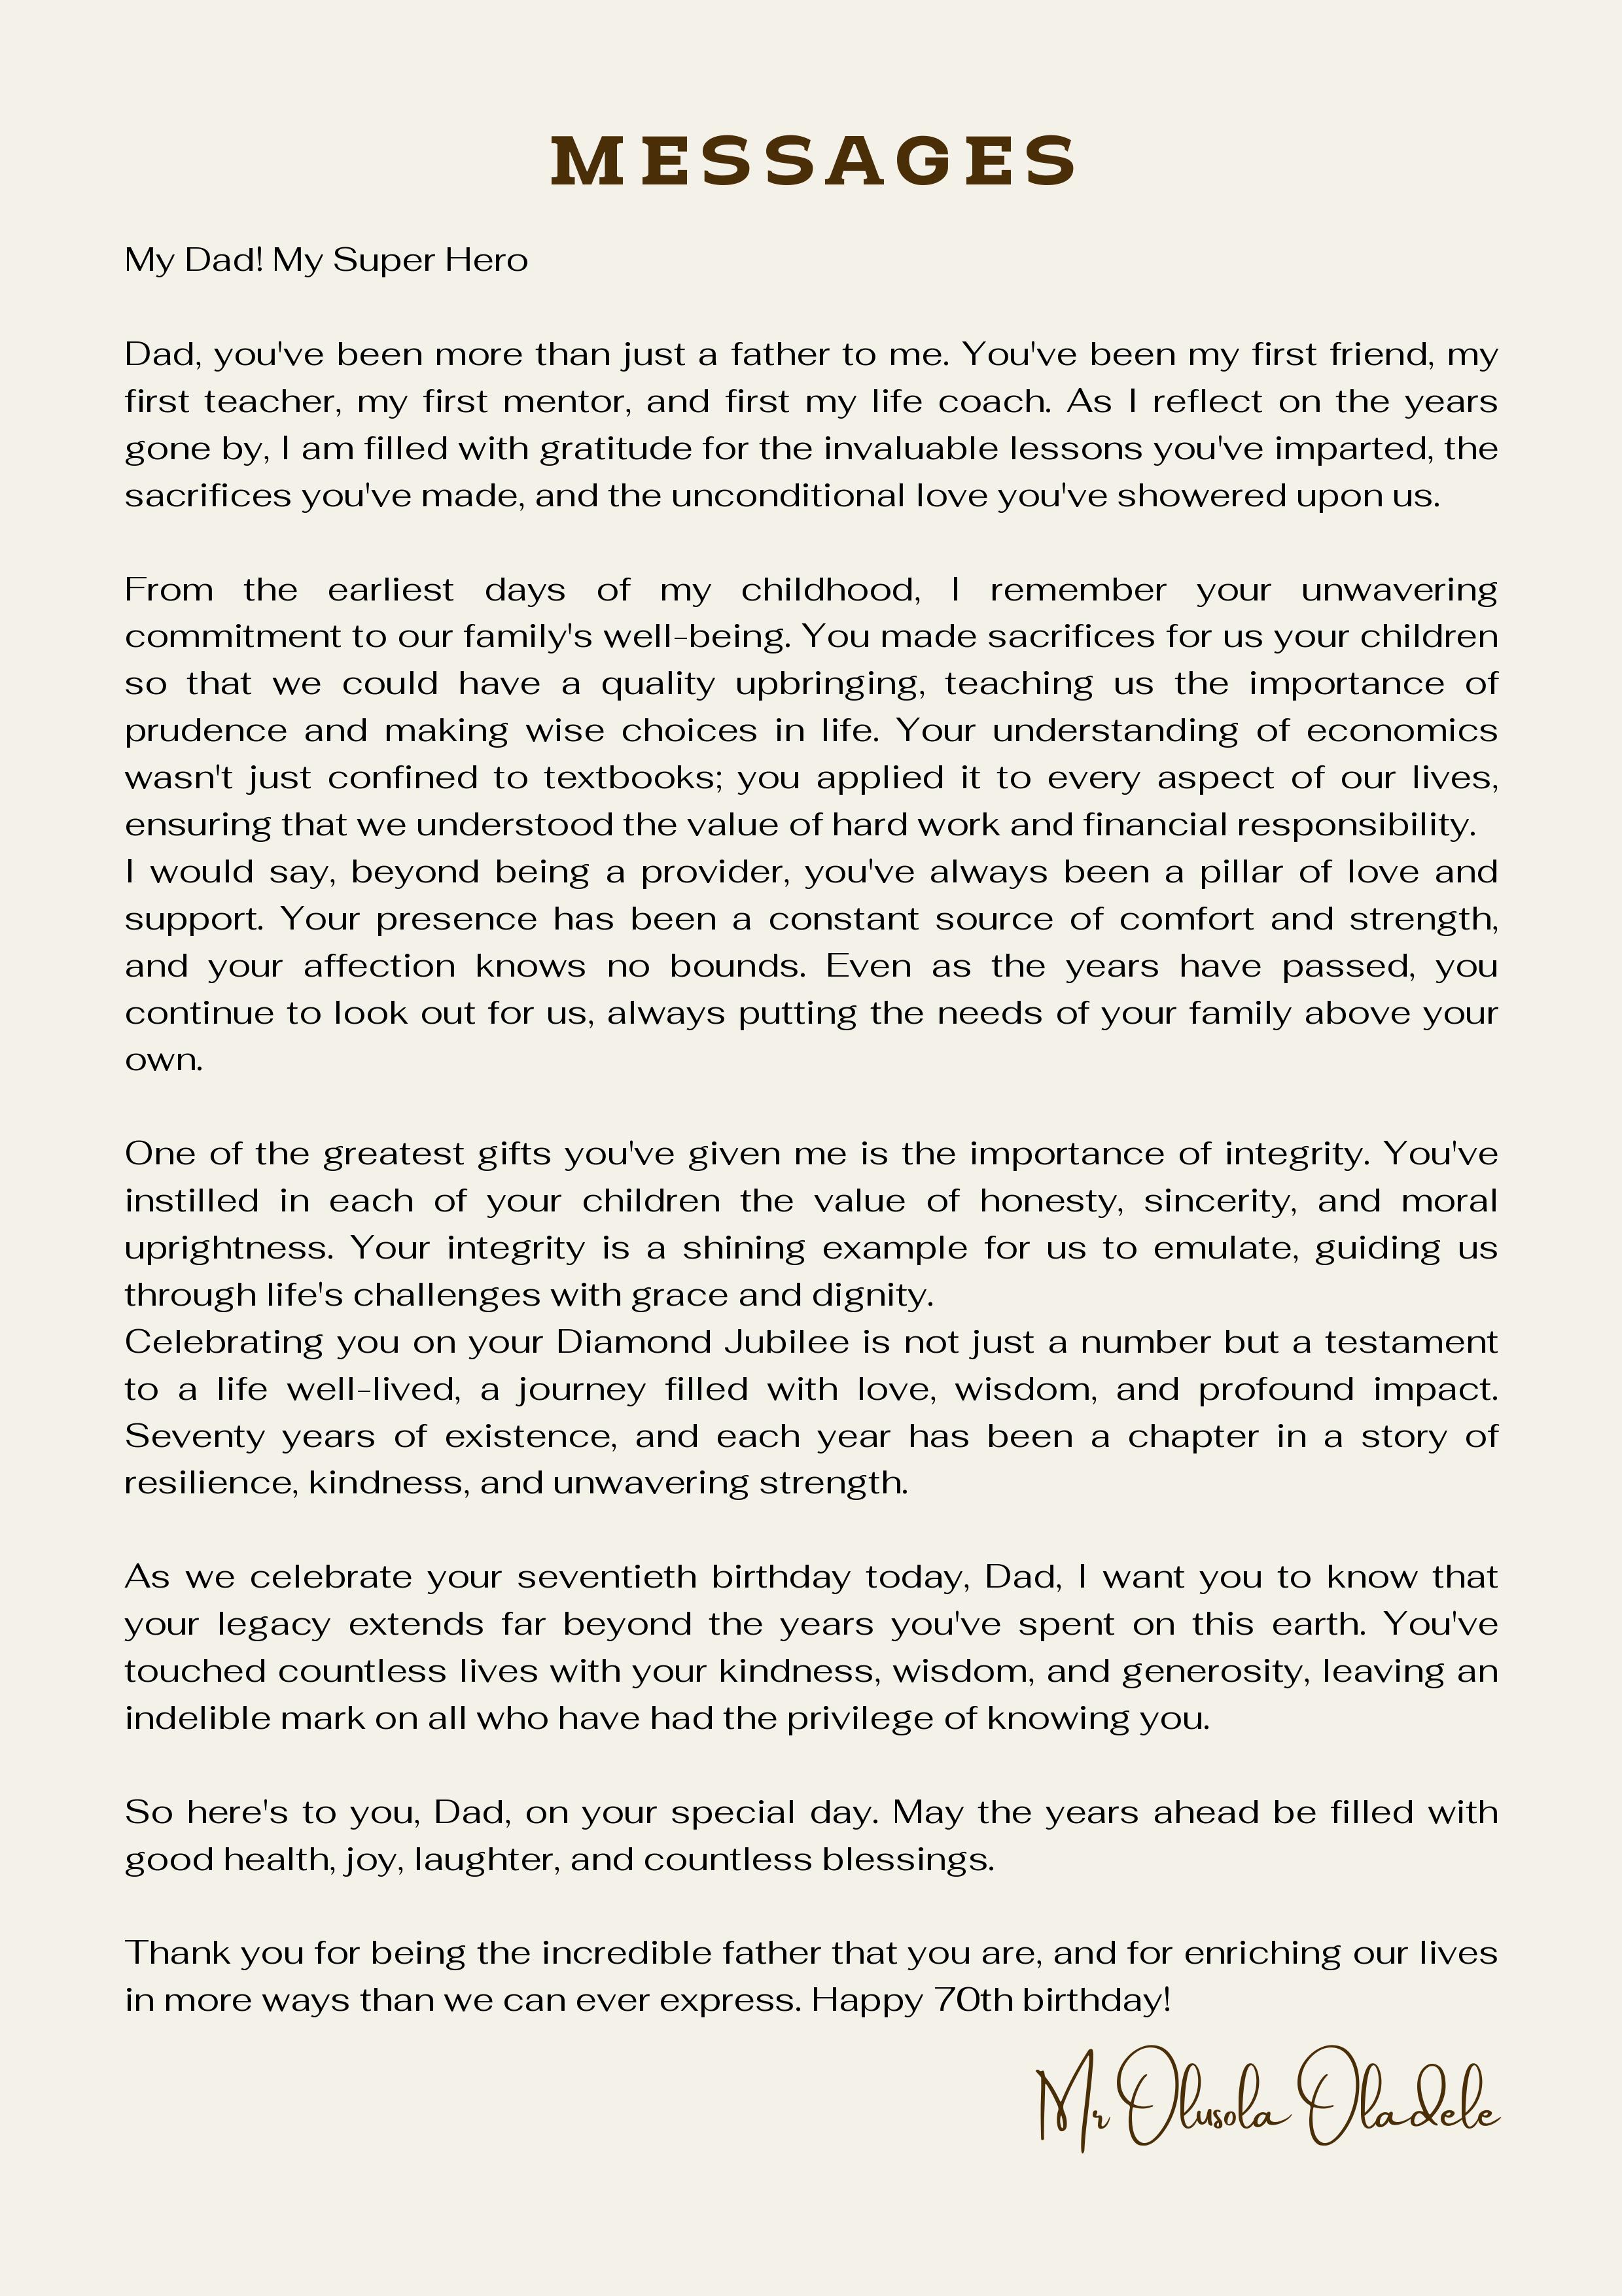 MESSAGES
My Dad! My Super Hero
Dad, you've been more than just a father to me. You've been my first friend, my
first teacher, my first mentor, and first my life coach. As I reflect on the years
gone by, I am filled with gratitude for the invaluable lessons you've imparted, the
sacrifices you've made, and the unconditional love you've showered upon us.
From the earliest days of my childhood, I remember your unwavering
commitment to our family's well-being. You made sacrifices for us your children
so that we could have a quality upbringing, teaching us the importance of
prudence and making wise choices in life. Your understanding of economics
wasn't just confined to textbooks; you applied it to every aspect of our lives,
ensuring that we understood the value of hard work and financial responsibility.
I would say, beyond being a provider, you've always been a pillar of love and
support. Your presence has been a constant source of comfort and strength,
and your affection knows no bounds. Even as the years have passed, you
continue to look out for us, always putting the needs of your family above your
own.
One of the greatest gifts you've given me is the importance of integrity. You've
instilled in each of your children the value of honesty, sincerity, and moral
uprightness. Your integrity is a shining example for us to emulate, guiding us
through life's challenges with grace and dignity.
Celebrating you on your Diamond Jubilee is not just a number but a testament
to a life well-lived, a journey filled with love, wisdom, and profound impact.
Seventy years of existence, and each year has been a chapter in a story of
resilience, kindness, and unwavering strength.
As we celebrate your seventieth birthday today, Dad, I want you to know that
your legacy extends far beyond the years you've spent on this earth. You've
touched countless lives with your kindness, wisdom, and generosity, leaving an
indelible mark on all who have had the privilege of knowing you.
So here's to you, Dad, on your special day. May the years ahead be filled with
good health, joy, laughter, and countless blessings.
Thank you for being the incredible father that you are, and for enriching our lives
in more ways than we can ever express. Happy 70th birthday!
Mr Olusola Oladele